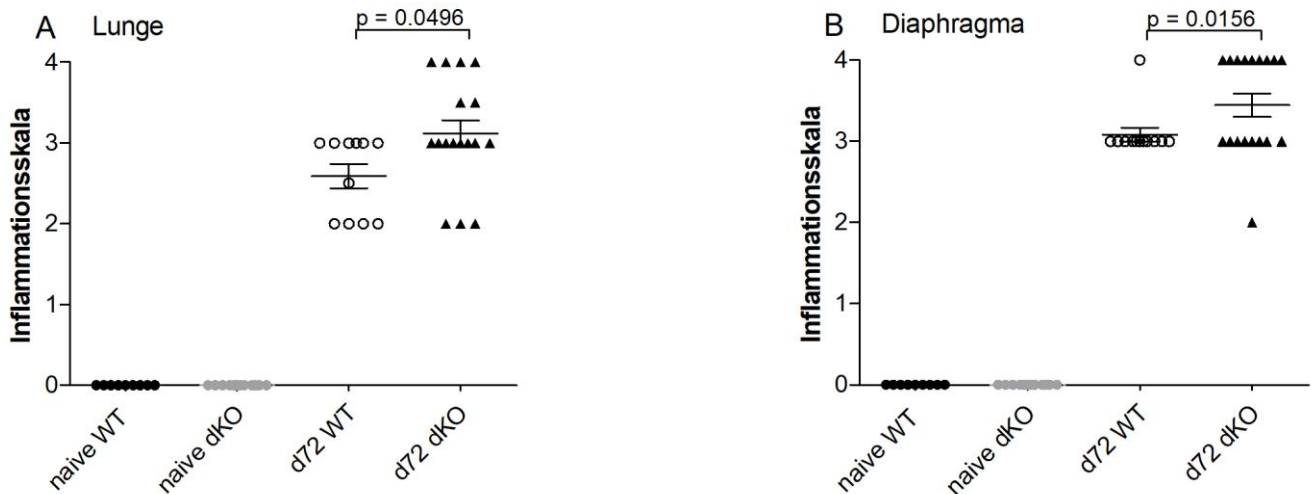 A Lunge
p = 0.0496
Inflammationsskala
4
3
2
1
0
naive WT
naive dKO
d72 WT
d72 dKO
B Diaphragma
p = 0.0156
Inflammationsskala
4
3
2
1
0
naive WT
naive dKO
d72 WT
d72 dKO